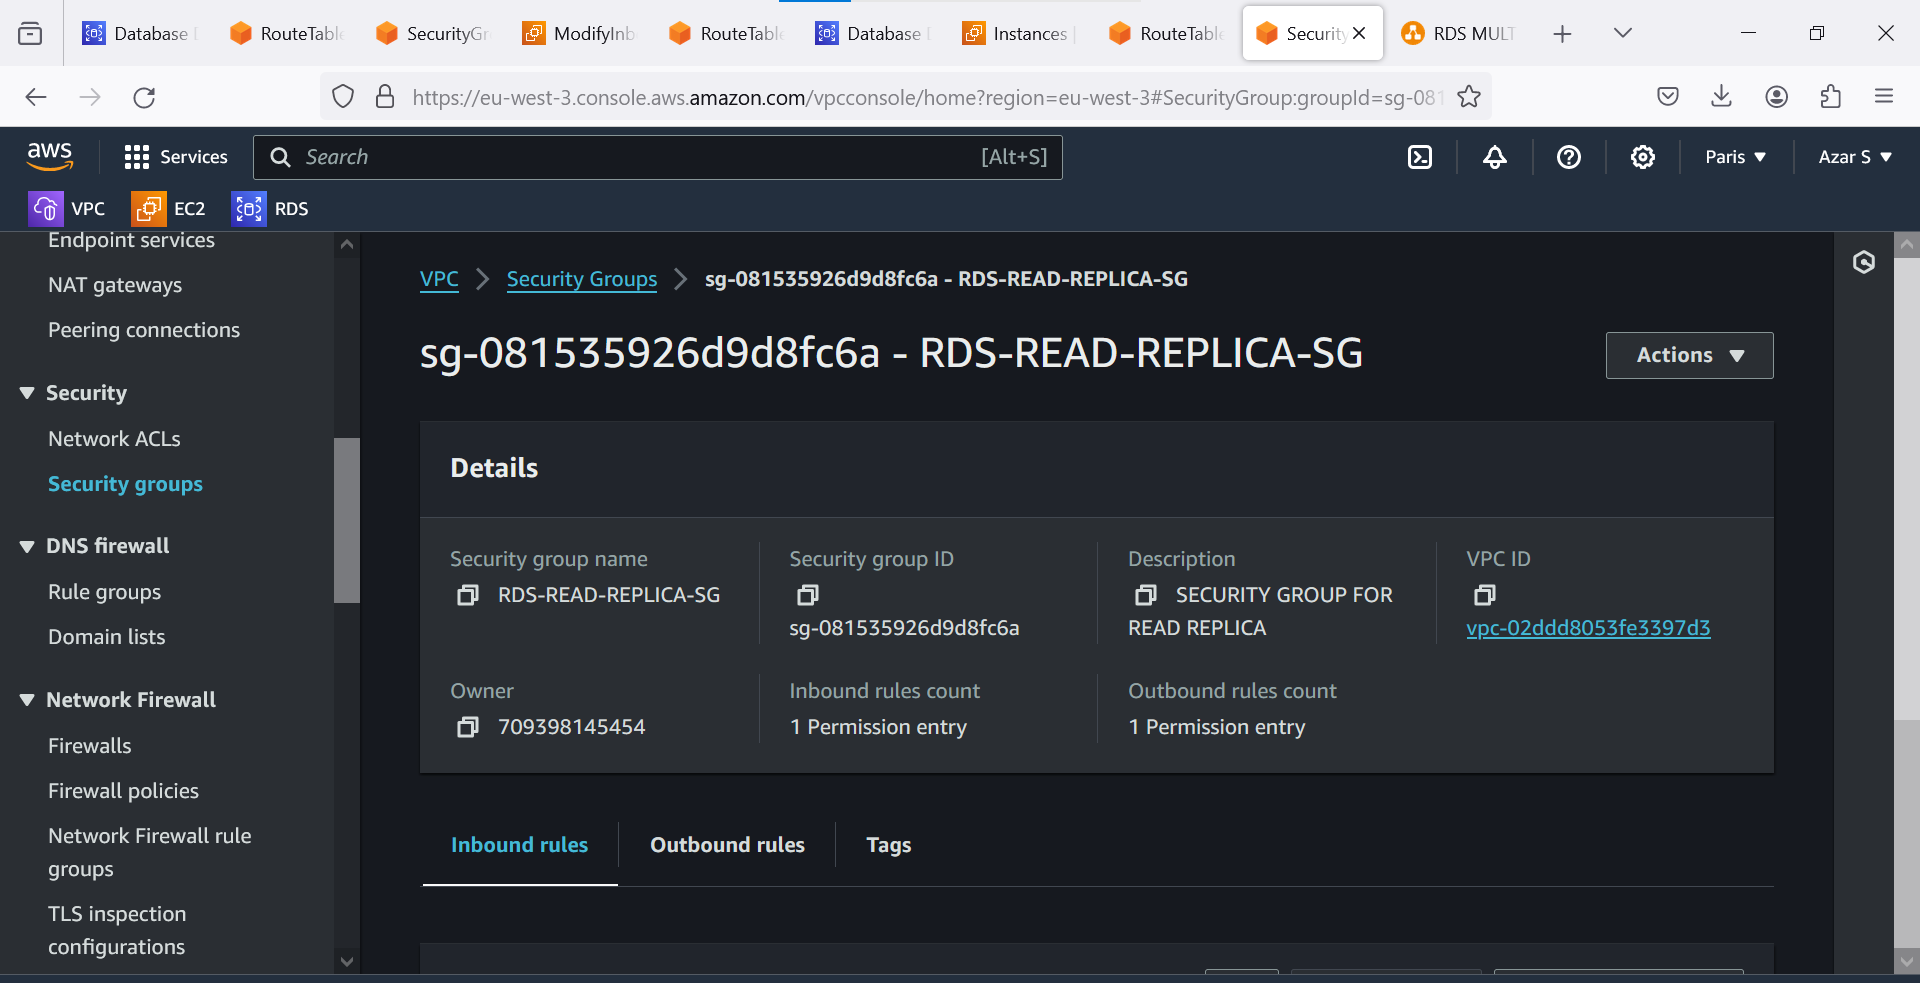 Database
RouteTable
SecurityGr
ModifyInb
RouteTable
Database
Instances
RouteTable
Security
RDS MULT
https://eu-west-3.console.aws.amazon.com/vpcconsole/home?region=eu-west-3#SecurityGroup:groupId=sg-081
aws
Services
Search
[Alt+S]
Paris
Azar S
VPC
EC2
RDS
Endpoint services
NAT gateways
Peering connections
Security
Network ACLs
Security groups
DNS firewall
Rule groups
Domain lists
Network Firewall
Firewalls
Firewall policies
Network Firewall rule
groups
TLS inspection
configurations
VPC > Security Groups > sg-081535926d9d8fc6a - RDS-READ-REPLICA-SG
sg-081535926d9d8fc6a - RDS-READ-REPLICA-SG
Actions
Details
Security group name
RDS-READ-REPLICA-SG
Security group ID
sg-081535926d9d8fc6a
Description
SECURITY GROUP FOR
READ REPLICA
VPC ID
vpc-02ddd8053fe3397d3
Owner
709398145454
Inbound rules count
1 Permission entry
Outbound rules count
1 Permission entry
Inbound rules
Outbound rules
Tags